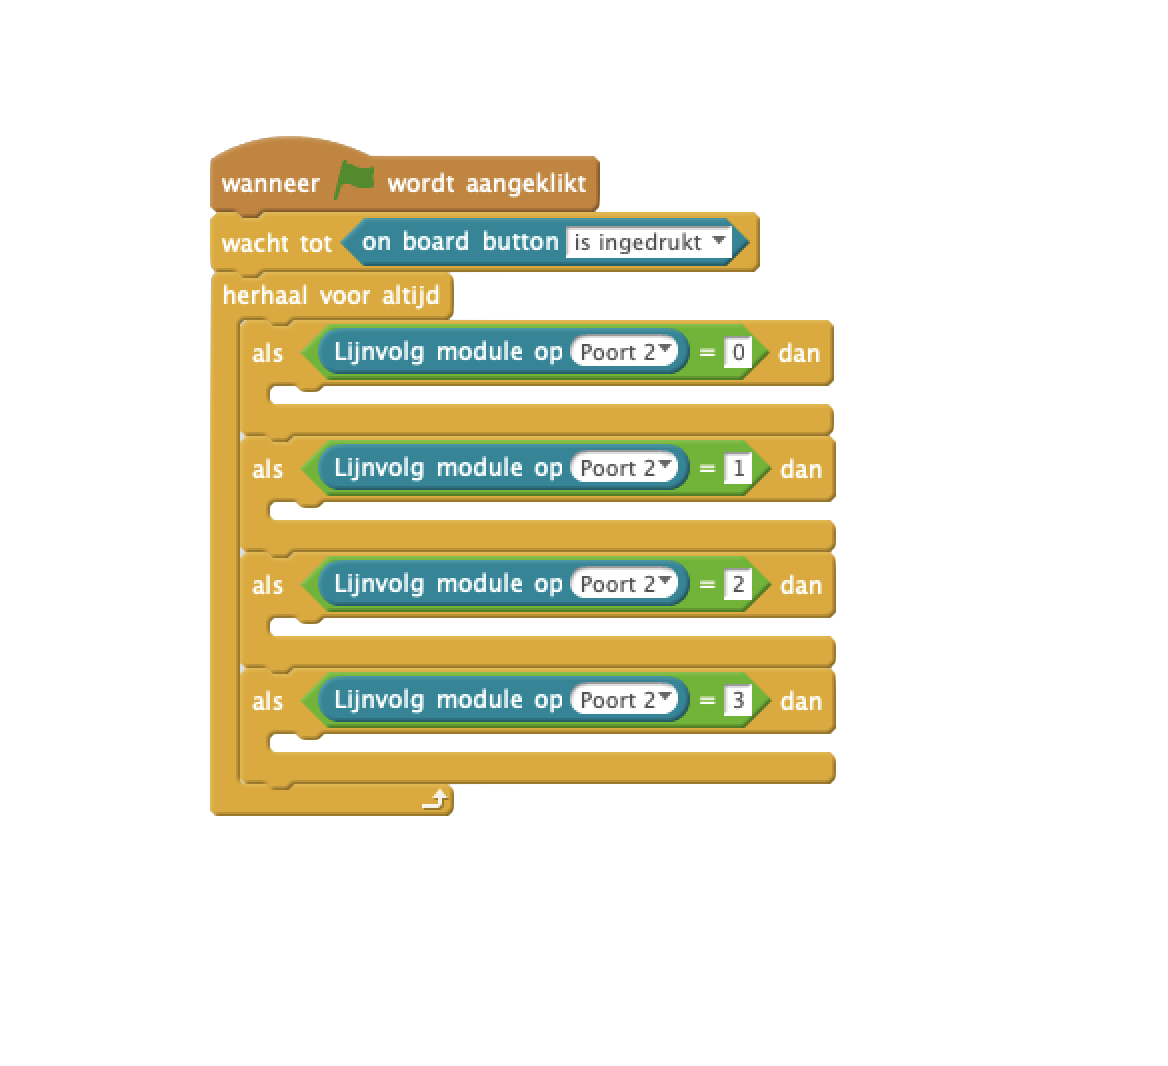 wanneer wordt aangeklikt
wacht tot on board button is ingedrukt
herhaal voor altijd
als Lijnvolg module op Poort 2 = 0 dan
als Lijnvolg module op Poort 2 = 1 dan
als Lijnvolg module op Poort 2 = 2 dan
als Lijnvolg module op Poort 2 = 3 dan